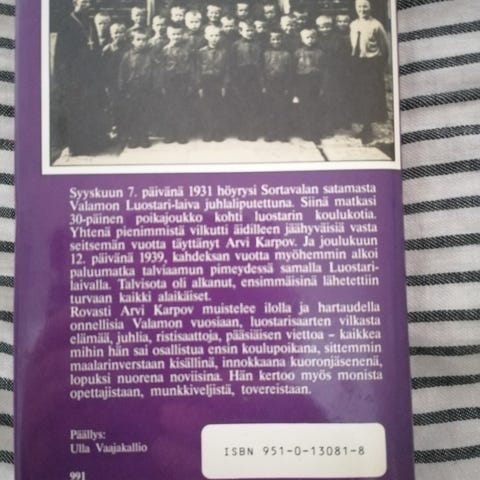 Syyskuun 7. päivänä 1931 höyrysi Sortavalan satamasta
Valamon Luostari-laiva juhlaliputettuna. Siinä matkasi
30-päinen poikajoukko kohti luostarin koulukotia.
Yhtenä pienimmistä vilkutti äidilleen jäähyväisiä vasta
seitsemän vuotta täyttänyt Arvi Karpov. Ja joulukuun
12. päivänä 1939, kahdeksan vuotta myöhemmin alkoi
paluumatka talviaamun pimeydessä samalla Luostari-
laivalla. Talvisota oli alkanut, ensimmäisinä lähetettiin
turvaan kaikki alaikäiset.
Rovasti Arvi Karpov muistelee ilolla ja hartaudella
onnellisia Valamon vuosiaan, luostarisaarten vilkasta
elämää, juhlia, ristisaattoja, pääsiäisen viettoa – kaikkea
mihin hän sai osallistua ensin koulupoikana, sittemmin
maalarinverstaan kisällinä, innokkaana kuoronjäsenenä,
lopuksi nuorena noviisina. Hän kertoo myös monista
opettajistaan, munkkiveljistä, tovereistaan.
Päällys:
Ulla Vaajakallio
ISBN 951-0-13081-8
991